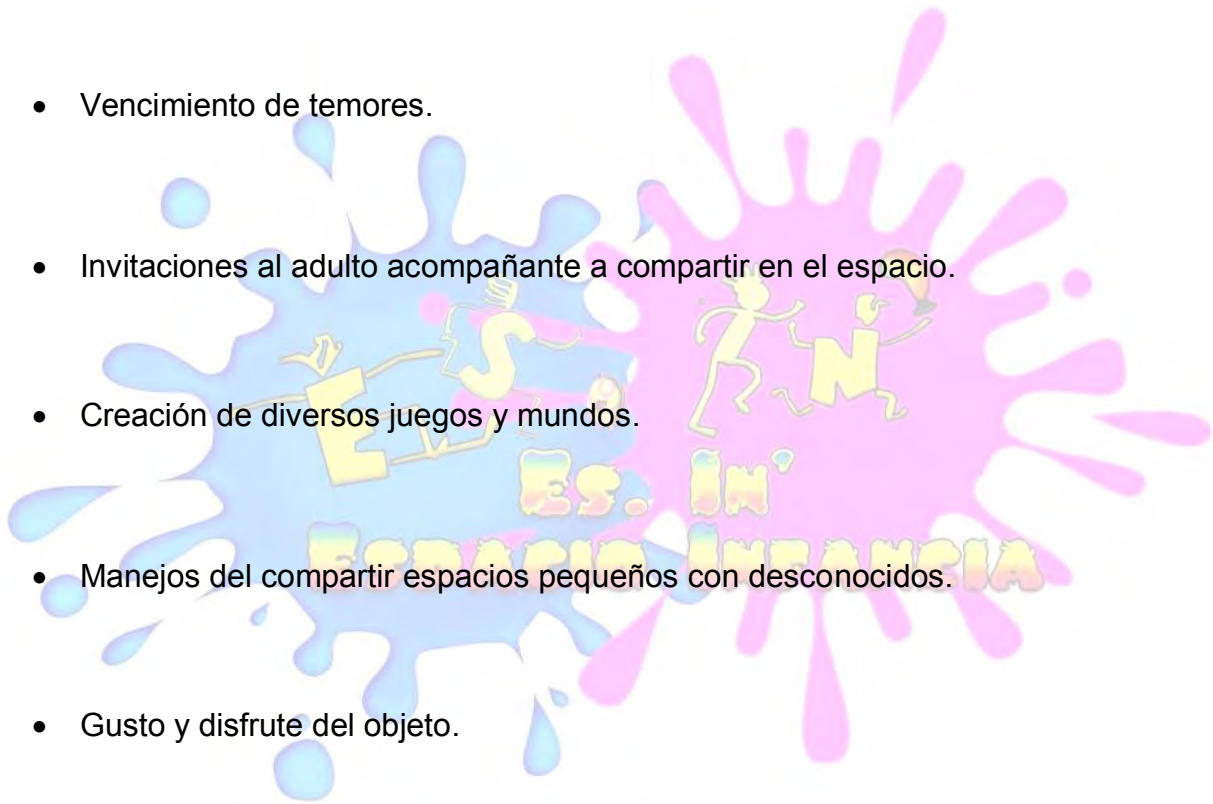 • Vencimiento de temores.
• Invitaciones al adulto acompañante a compartir en el espacio.
• Creación de diversos juegos y mundos.
Es. In'
Espacio Infancia
• Manejos del compartir espacios pequeños con desconocidos.
• Gusto y disfrute del objeto.